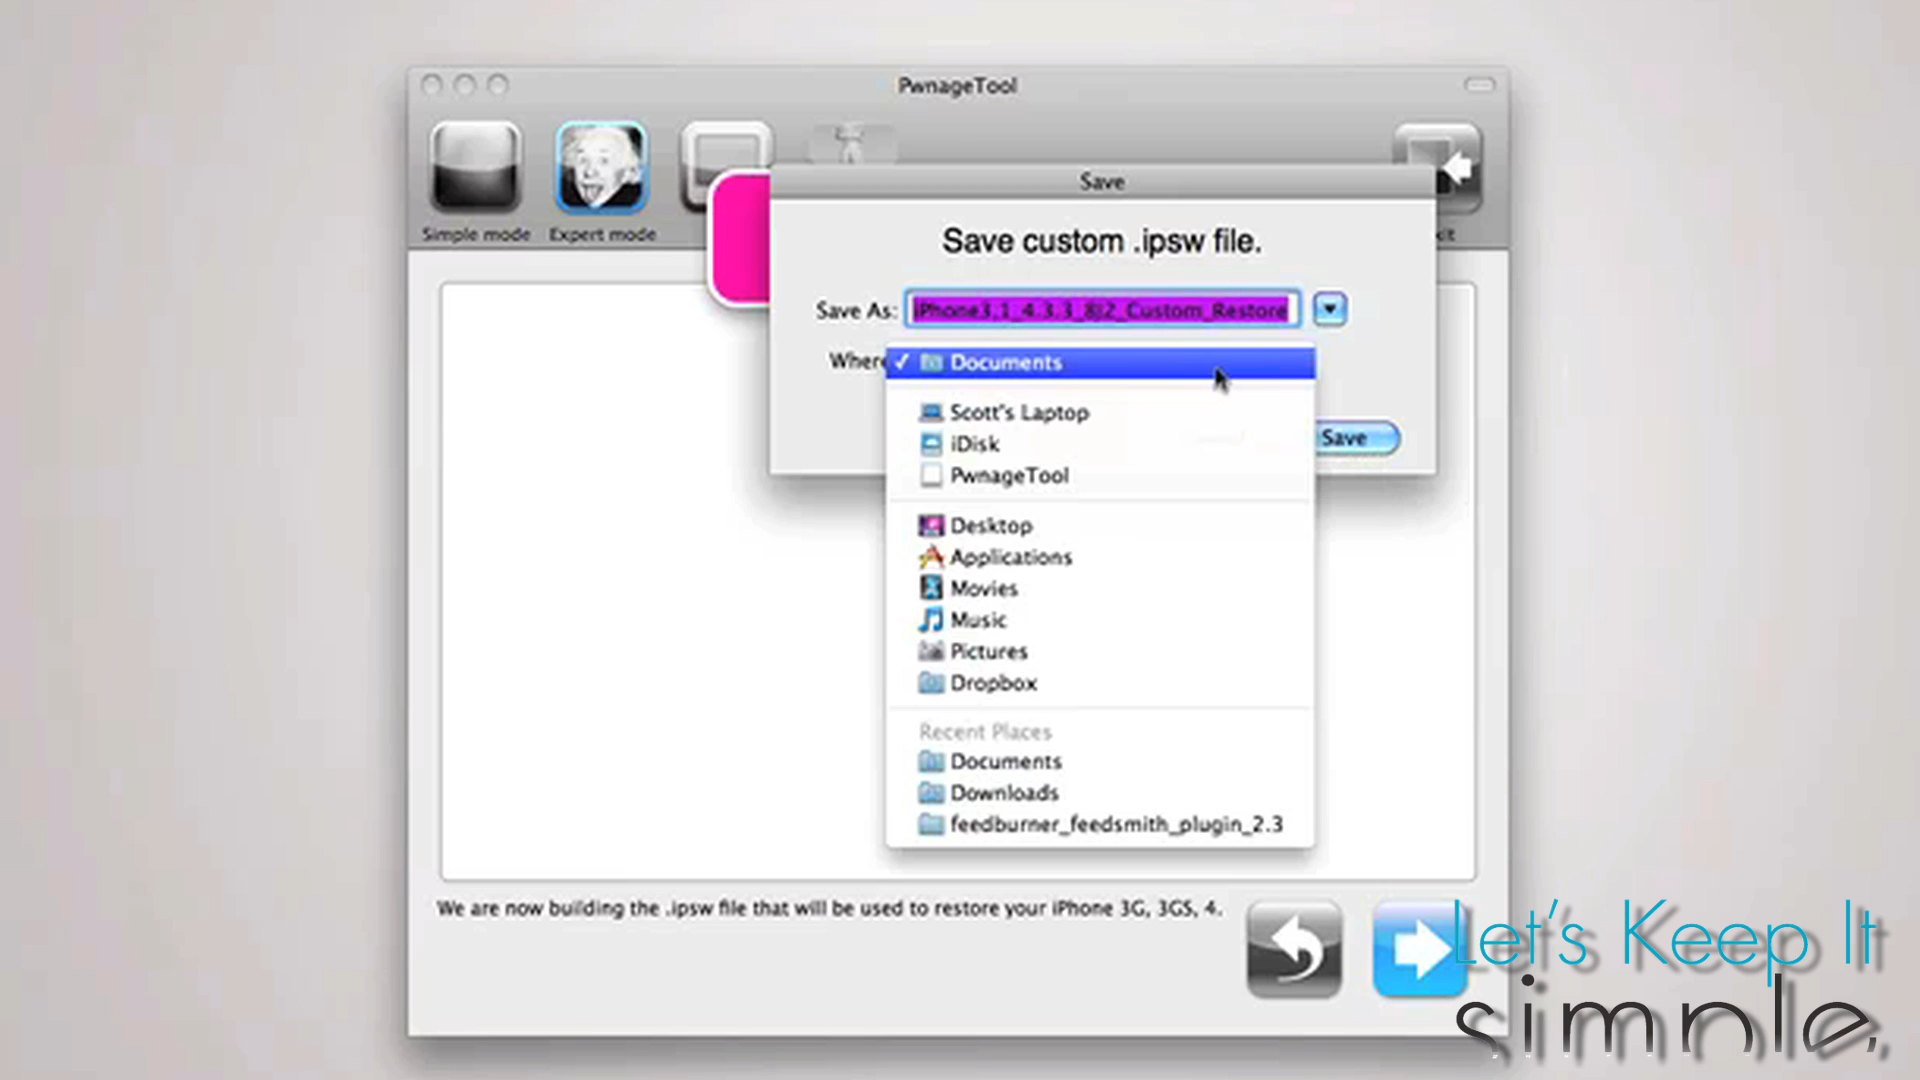 PwnageTool
Simple mode
Expert mode
Save
Save custom .ipsw file.
Save As:
iPhone3,1_4.3.3_8J2_Custom_Restore
Where
Documents
Scott's Laptop
iDisk
PwnageTool
Save
Desktop
Applications
Movies
Music
Pictures
Dropbox
Recent Places
Documents
Downloads
feedburner_feedsmith_plugin_2.3
We are now building the .ipsw file that will be used to restore your iPhone 3G, 3GS, 4.
Let's Keep It
simple.